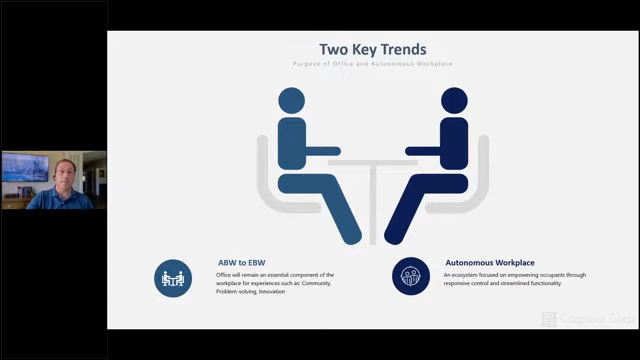 Two Key Trends
Purpose of Office and Autonomous Workplace
ABW to EBW
Office will remain an essential component of the
workplace for experiences such as: Community,
Problem-solving, Innovation
Autonomous Workplace
An ecosystem focused on empowering occupants through
responsive control and streamlined functionality.
Cognitive Corp